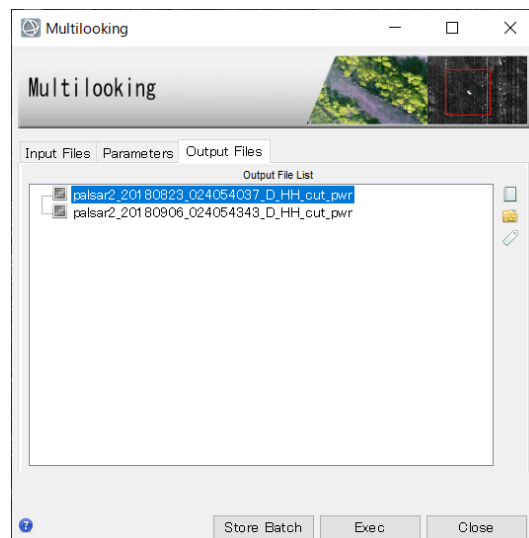 Multilooking
Multilooking
Input Files Parameters Output Files
Output File List
palsar2_20180823_024054037_D_HH_cut_pwr
palsar2_20180906_024054343_D_HH_cut_pwr
Store Batch Exec Close